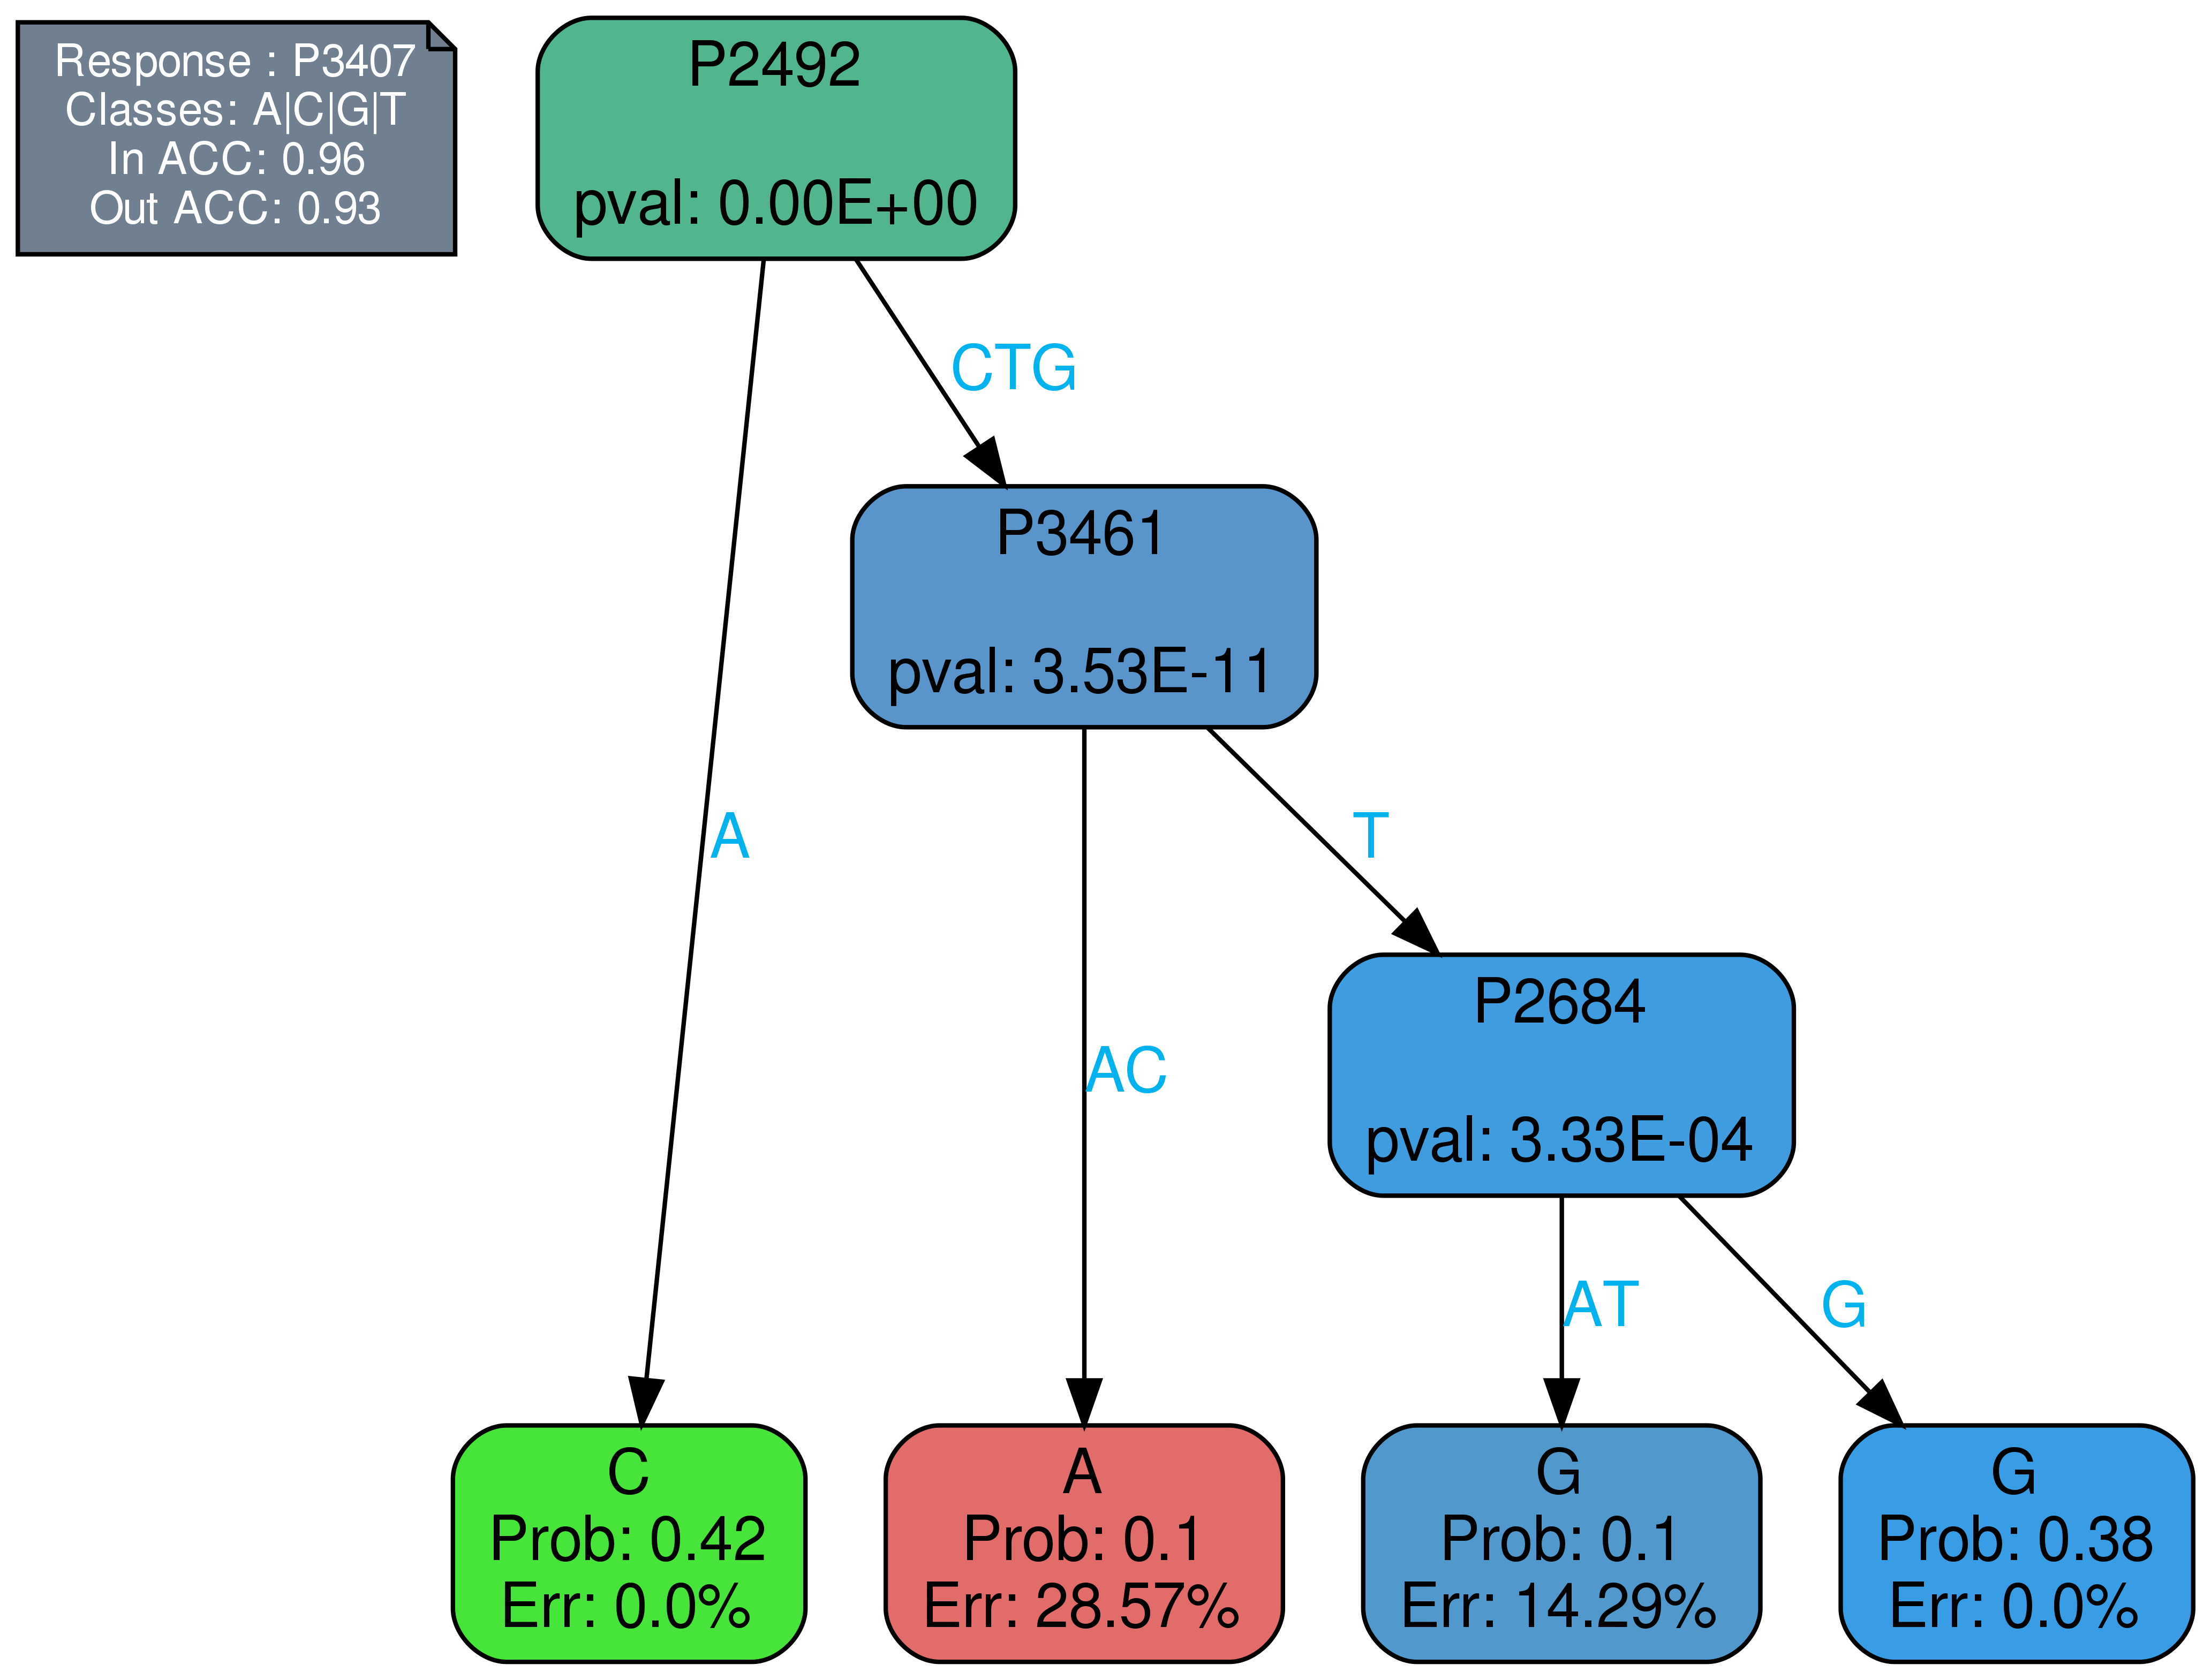 Response : P3407
Classes: A|C|G|T
In ACC: 0.96
Out ACC: 0.93
P2492
pval: 0.00E+00
CTG
P3461
pval: 3.53E-11
A
T
P2684
pval: 3.33E-04
AC
AT
G
C
Prob: 0.42
Err: 0.0%
A
Prob: 0.1
Err: 28.57%
G
Prob: 0.1
Err: 14.29%
G
Prob: 0.38
Err: 0.0%